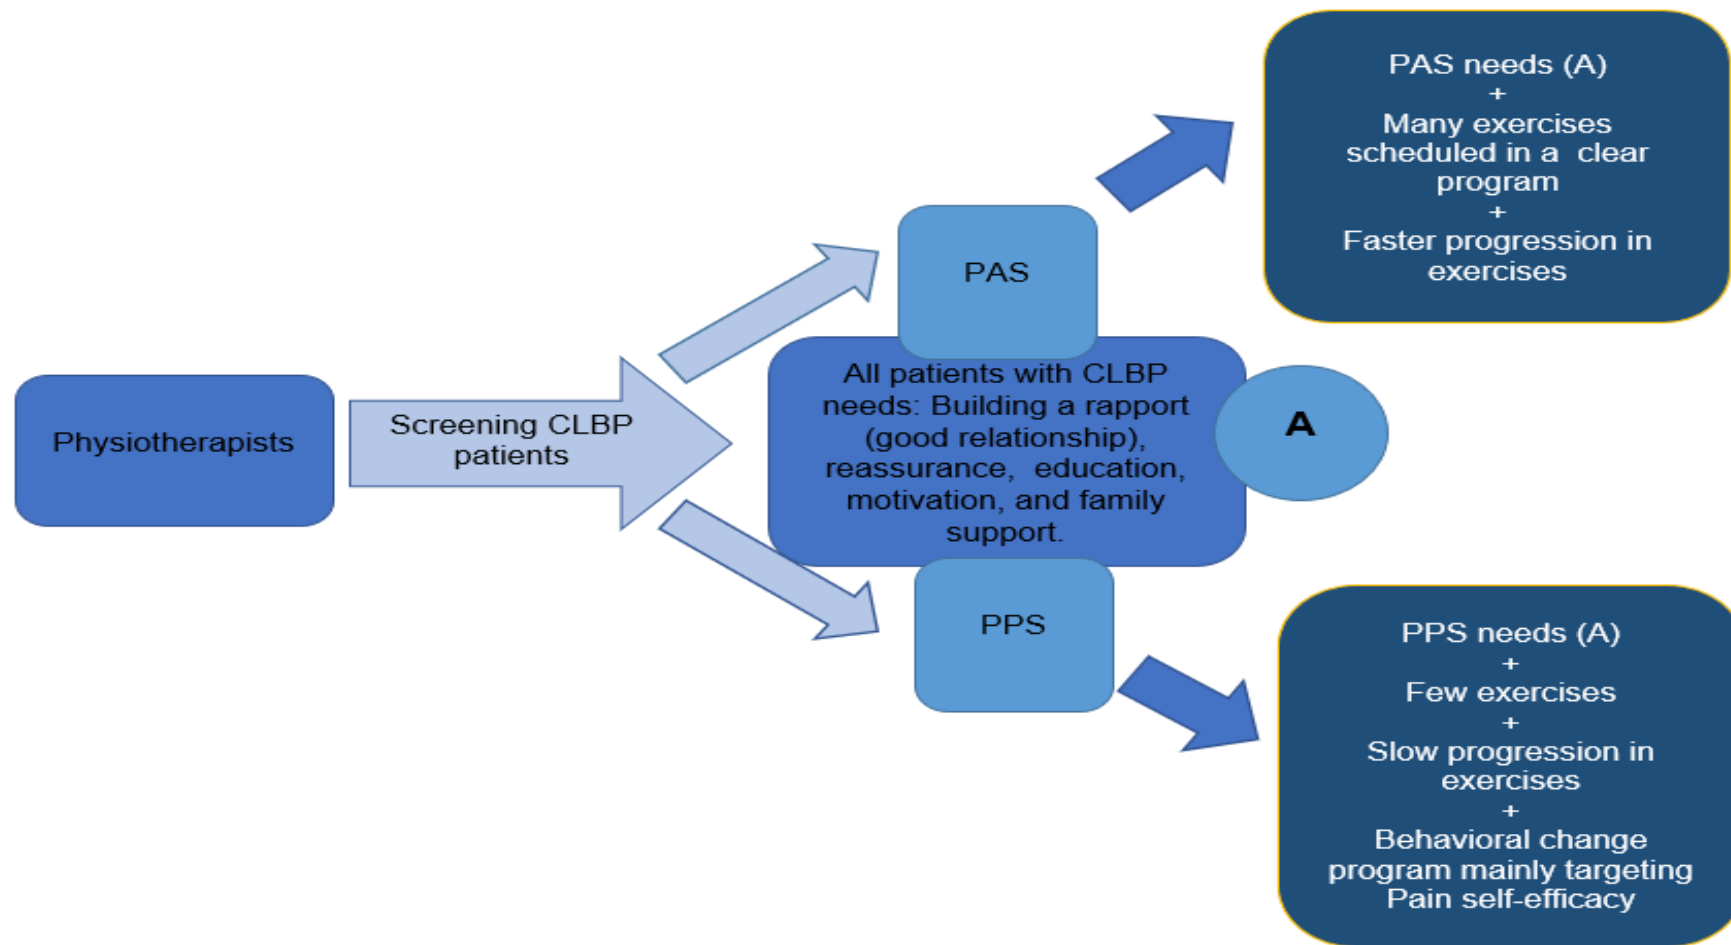 Physiotherapists
Screening CLBP
patients
PAS
All patients with CLBP
needs: Building a rapport
(good relationship),
reassurance, education,
motivation, and family
support.
A
PPS
PAS needs (A)
+
Many exercises
scheduled in a clear
program
+
Faster progression in
exercises
PPS needs (A)
+
Few exercises
+
Slow progression in
exercises
+
Behavioral change
program mainly targeting
Pain self-efficacy